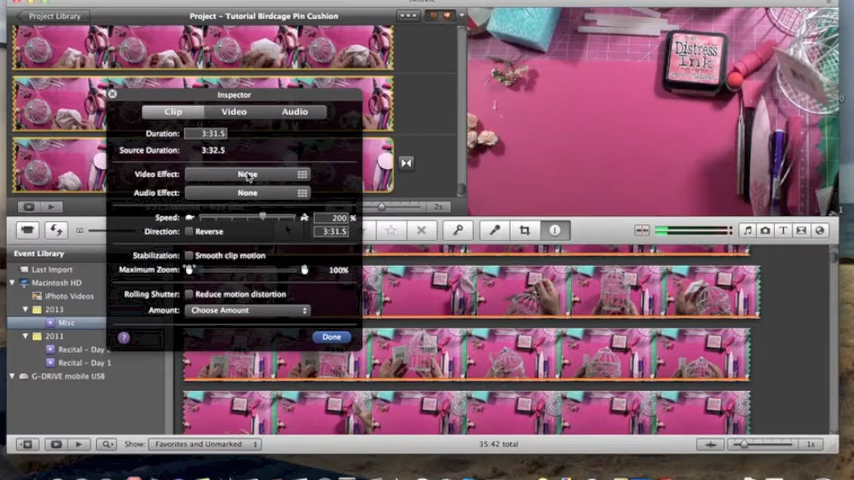 Project Library
Project - Tutorial Birdcage Pin Cushion
Inspector
Clip
Video
Audio
Duration: 3:31.5
Source Duration: 3:32.5
Video Effect: None
Audio Effect: None
Speed: 200 %
3:31.5
Direction: Reverse
Stabilization: Smooth clip motion
Maximum Zoom: 100%
Rolling Shutter: Reduce motion distortion
Amount: Choose Amount
? Done
2s
Distress
Ink
Event Library
Last Import
Macintosh HD
iPhoto Videos
2013
Misc
2011
Recital - Day
Recital - Day 1
G-DRIVE mobile USB
Show: Favorites and Unmarked
35:42 total
1s